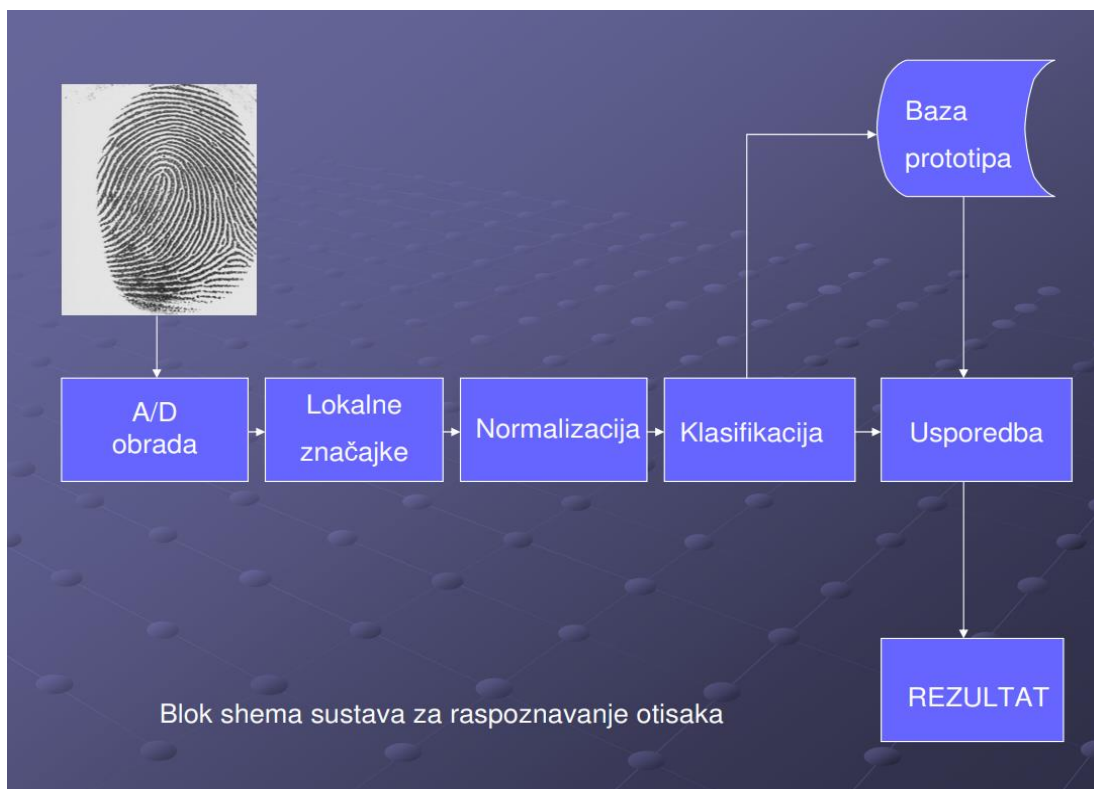 Baza
prototipa
A/D
obrada
Lokalne
značajke
Normalizacija
Klasifikacija
Usporedba
REZULTAT
Blok shema sustava za raspoznavanje otisaka